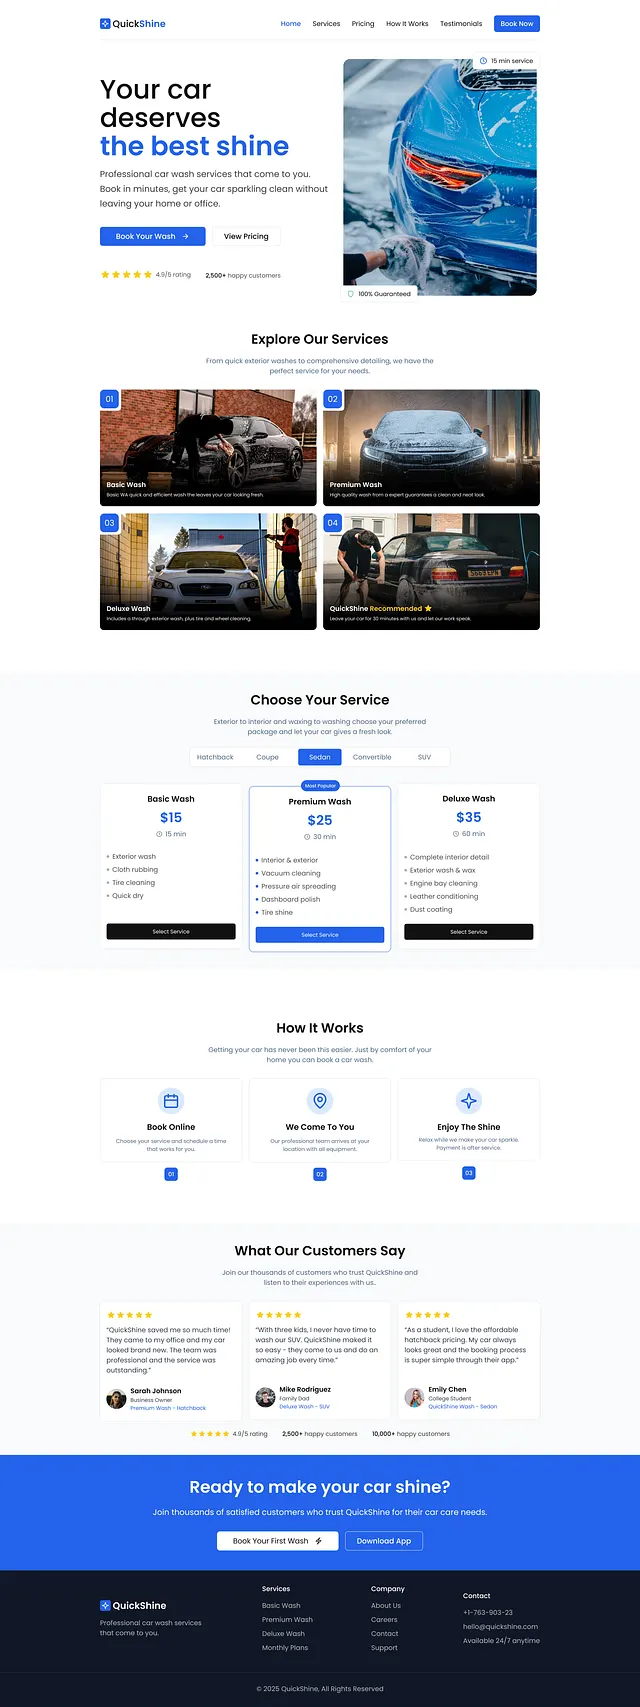 QuickShine
Home
Services
Pricing
How It Works
Testimonials
Book Now
15 min service
Your car
deserves
the best shine
Professional car wash services that come to you.
Book in minutes, get your car sparkling clean without
leaving your home or office.
Book Your Wash
View Pricing
4.9/5 rating
2,500+ happy customers
100% Guaranteed
Explore Our Services
From quick exterior washes to comprehensive detailing, we have the
perfect service for your needs.
01
Basic Wash
Basic WA quick and efficient wash the leaves your car looking fresh.
02
Premium Wash
High quality wash from a expert guarantees a clean and neat look.
03
Deluxe Wash
Includes a through exterior wash, plus tire and wheel cleaning.
04
QuickShine Recommended
Leave your car for 30 minutes with us and let our work speak.
Choose Your Service
Exterior to interior and waxing to washing choose your preferred
package and let your car gives a fresh look.
Hatchback
Coupe
Sedan
Convertible
SUV
Basic Wash
$15
15 min
Exterior wash
Cloth rubbing
Tire cleaning
Quick dry
Select Service
Most Popular
Premium Wash
$25
30 min
Interior & exterior
Vacuum cleaning
Pressure air spreading
Dashboard polish
Tire shine
Select Service
Deluxe Wash
$35
60 min
Complete interior detail
Exterior wash & wax
Engine bay cleaning
Leather conditioning
Dust coating
Select Service
How It Works
Getting your car has never been this easier. Just by comfort of your
home you can book a car wash.
Book Online
Choose your service and schedule a time
that works for you.
01
We Come To You
Our professional team arrives at your
location with all equipment.
02
Enjoy The Shine
Relax while we make your car sparkle.
Payment is after service.
03
What Our Customers Say
Join our thousands of customers who trust QuickShine and
listen to their experiences with us..
"QuickShine saved me so much time!
They came to my office and my car
looked brand new. The team was
professional and the service was
outstanding."
Sarah Johnson
Business Owner
Premium Wash - Hatchback
"With three kids, I never have time to
wash our SUV. QuickShine maked it
so easy - they come to us and do an
amazing job every time."
Mike Rodriguez
Family Dad
Deluxe Wash - SUV
"As a student, I love the affordable
hatchback pricing. My car always
looks great and the booking process
is super simple through their app."
Emily Chen
College Student
QuickShine Wash - Sedan
4.9/5 rating
2,500+ happy customers
10,000+ happy customers
Ready to make your car shine?
Join thousands of satisfied customers who trust QuickShine for their car care needs.
Book Your First Wash
Download App
QuickShine
Professional car wash services
that come to you.
Services
Basic Wash
Premium Wash
Deluxe Wash
Monthly Plans
Company
About Us
Careers
Contact
Support
Contact
+1-763-903-23
hello@quickshine.com
Available 24/7 anytime
© 2025 QuickShine, All Rights Reserved